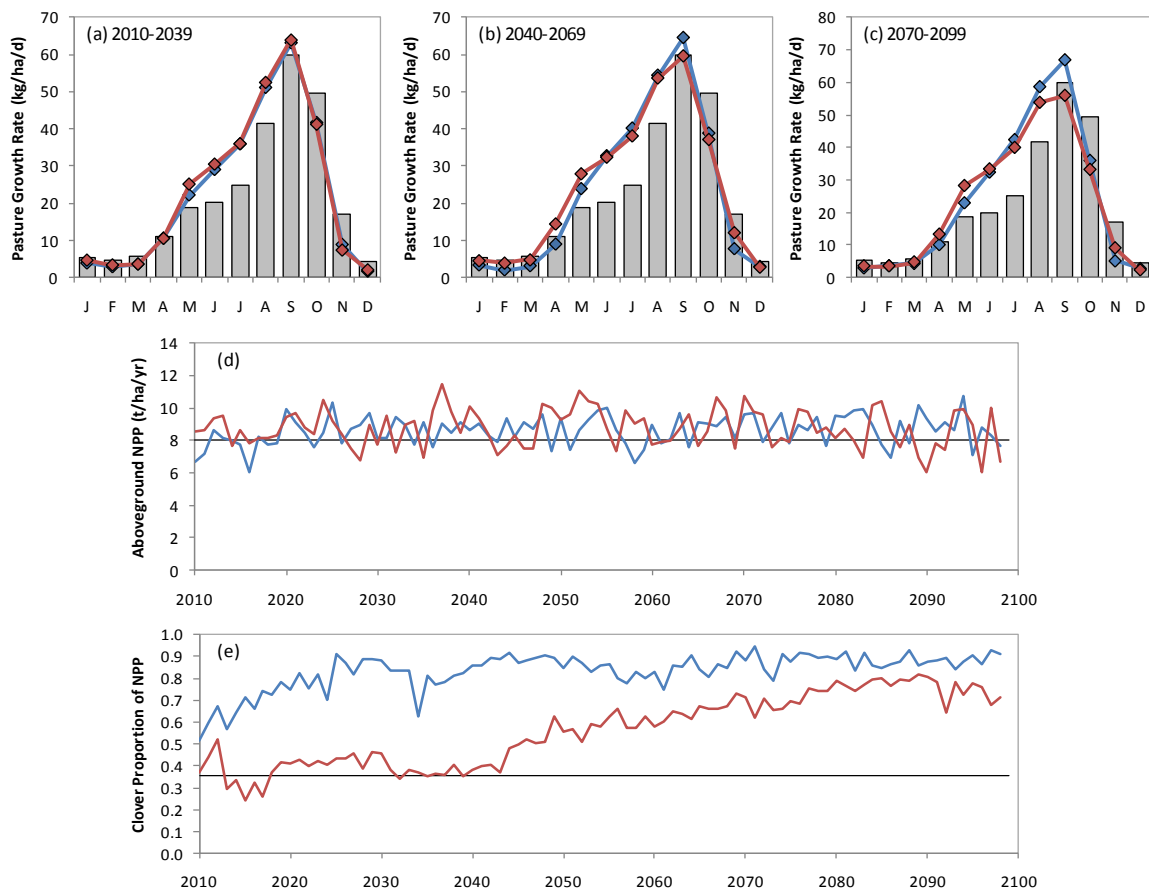 (a) 2010-2039
Pasture Growth Rate (kg/ha/d)
70
60
50
40
30
20
10
0
J F M A M J J A S O N D
(b) 2040-2069
Pasture Growth Rate (kg/ha/d)
70
60
50
40
30
20
10
0
J F M A M J J A S O N D
(c) 2070-2099
Pasture Growth Rate (kg/ha/d)
80
70
60
50
40
30
20
10
0
J F M A M J J A S O N D
(d)
Aboveground NPP (t/ha/yr)
14
12
10
8
6
4
2
0
2010 2020 2030 2040 2050 2060 2070 2080 2090 2100
(e)
Clover Proportion of NPP
1.0
0.9
0.8
0.7
0.6
0.5
0.4
0.3
0.2
0.1
0.0
2010 2020 2030 2040 2050 2060 2070 2080 2090 2100